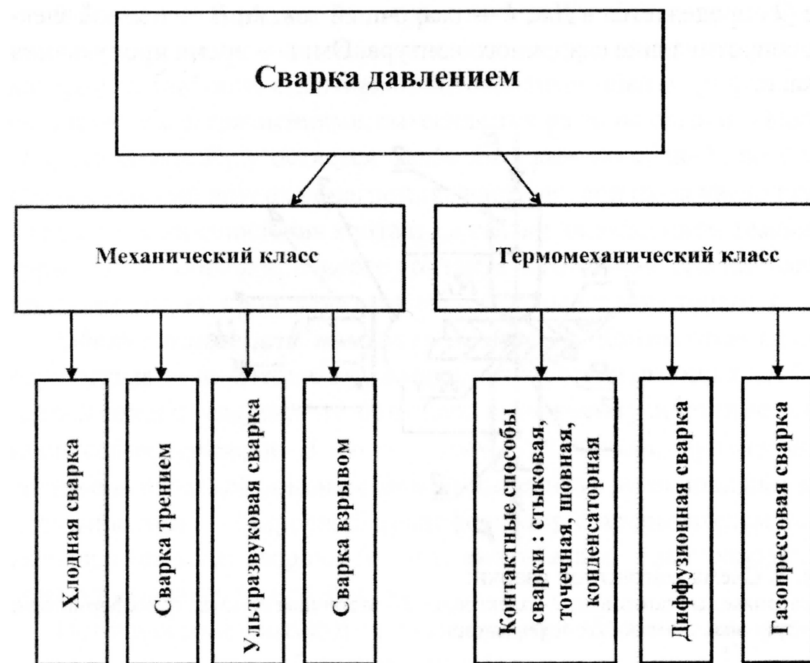 Сварка давлением
Механический класс
Термомеханический класс
Хлодная сварка
Сварка трением
Ультразвуковая сварка
Сварка взрывом
Контактные способы
сварки : стыковая,
точечная, шовная,
конденсаторная
Диффузионная сварка
Газопрессовая сварка